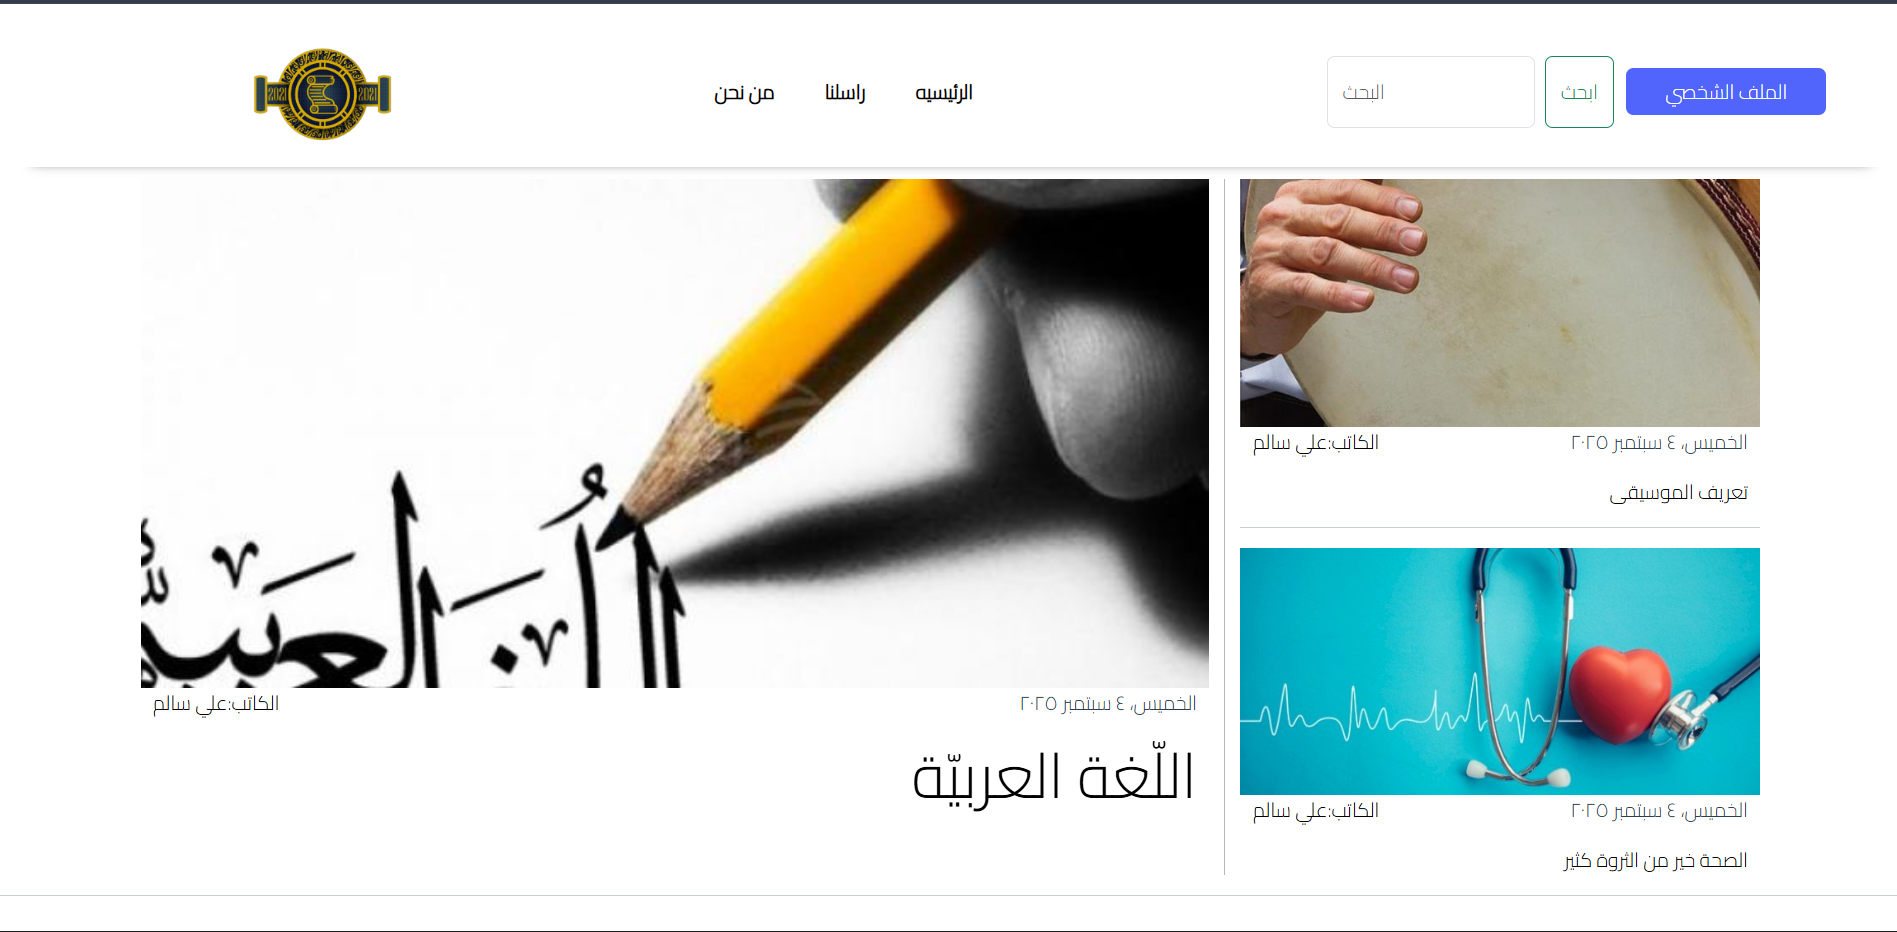 الملف الشخصي
ابحث
البحث
الرئيسيه
راسلنا
من نحن
2021
2021
الخميس، ٤ سبتمبر ٢٠٢٥
الكاتب:علي سالم
تعريف الموسيقى
الخميس، ٤ سبتمبر ٢٠٢٥
الكاتب:علي سالم
الصحة خير من الثروة كثير
الخميس، ٤ سبتمبر ٢٠٢٥
الكاتب:علي سالم
اللّغة العربيّة